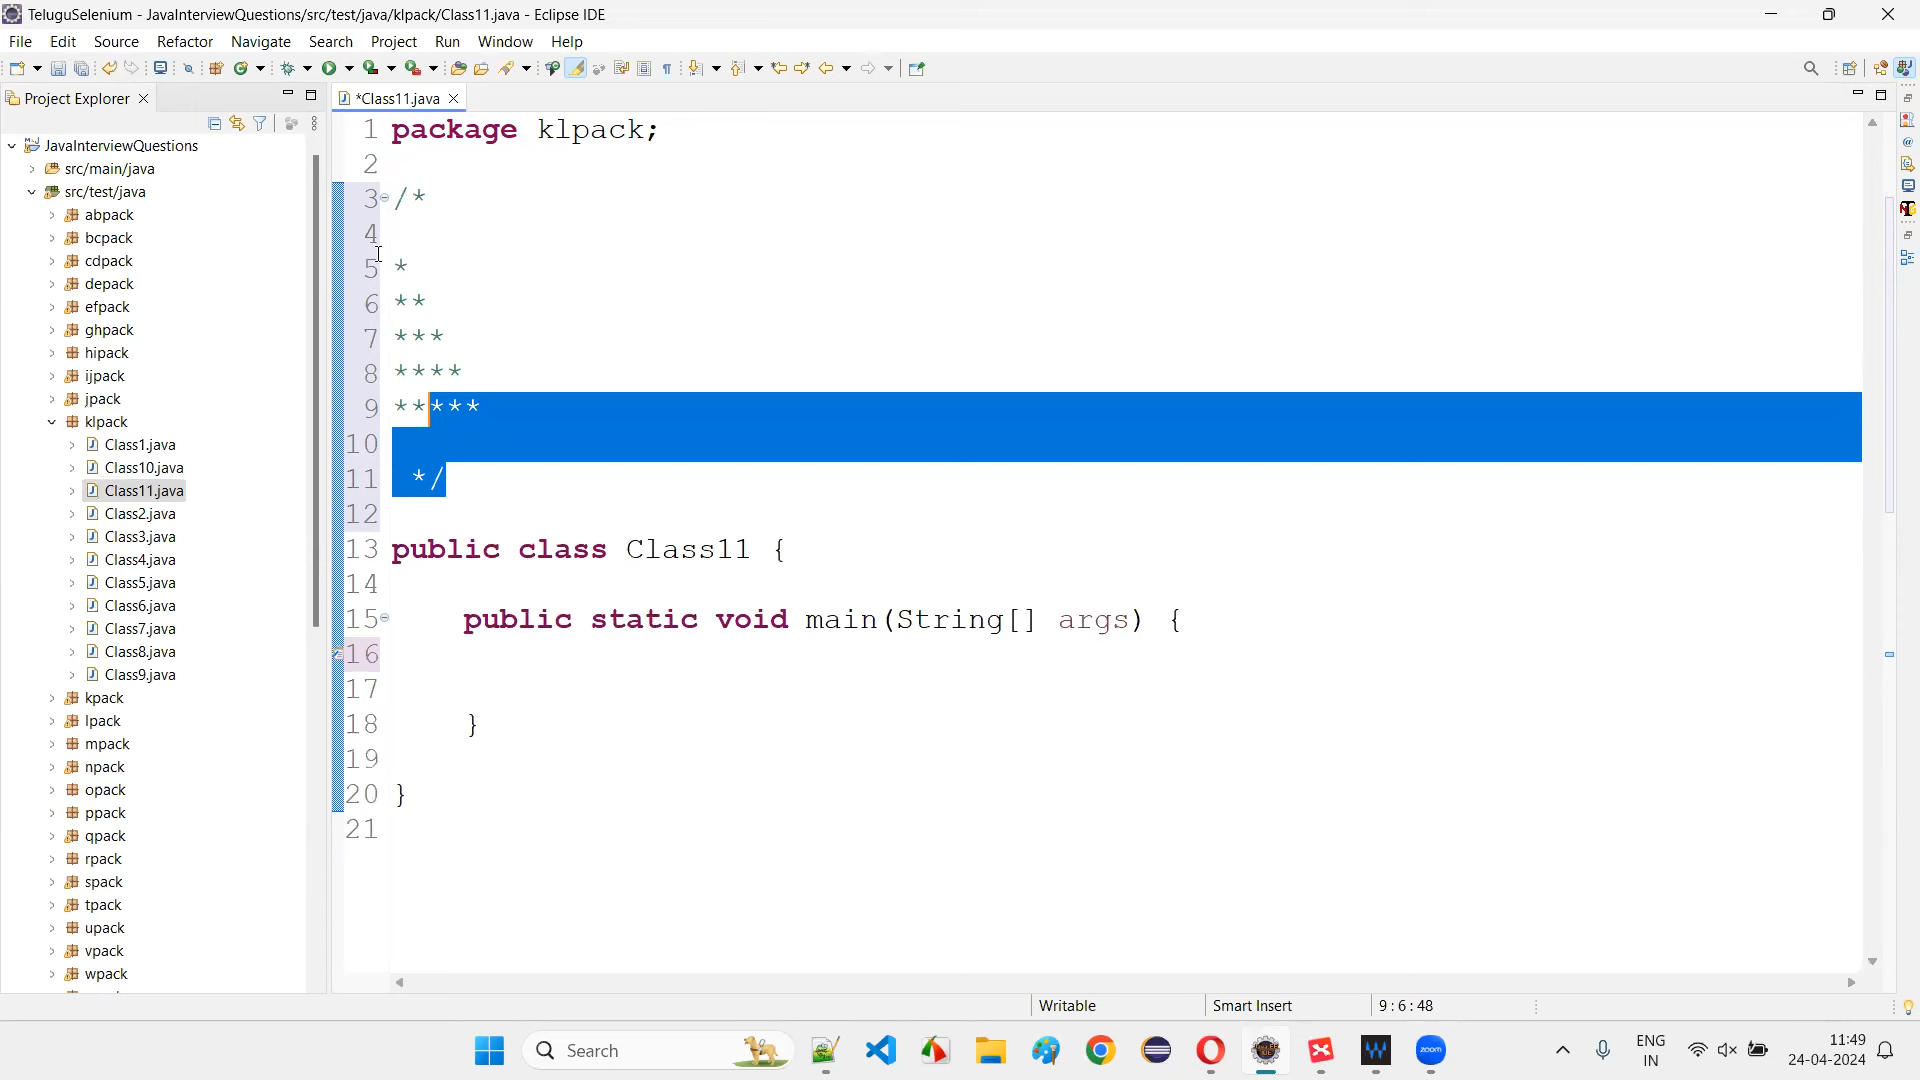 TeluguSelenium - JavaInterviewQuestions/src/test/java/klpack/Class11.java - Eclipse IDE
File Edit Source Refactor Navigate Search Project Run Window Help
Project Explorer
*Class11.java
JavaInterviewQuestions
src/main/java
src/test/java
abpack
bcpack
cdpack
depack
efpack
ghpack
hipack
ijpack
jpack
klpack
Class1.java
Class10.java
Class11.java
Class2.java
Class3.java
Class4.java
Class5.java
Class6.java
Class7.java
Class8.java
Class9.java
kpack
lpack
mpack
npack
opack
ppack
qpack
rpack
spack
tpack
upack
vpack
wpack
1 package klpack;
2
3 /*
4
5 *
6 **
7 ***
8 ****
9 *****
10
11 */
12
13 public class Class11 {
14
15 public static void main(String[] args) {
16
17
18 }
19
20 }
21
Writable Smart Insert 9 : 6 : 48
Search
zoom
ENG
IN
11:49
24-04-2024